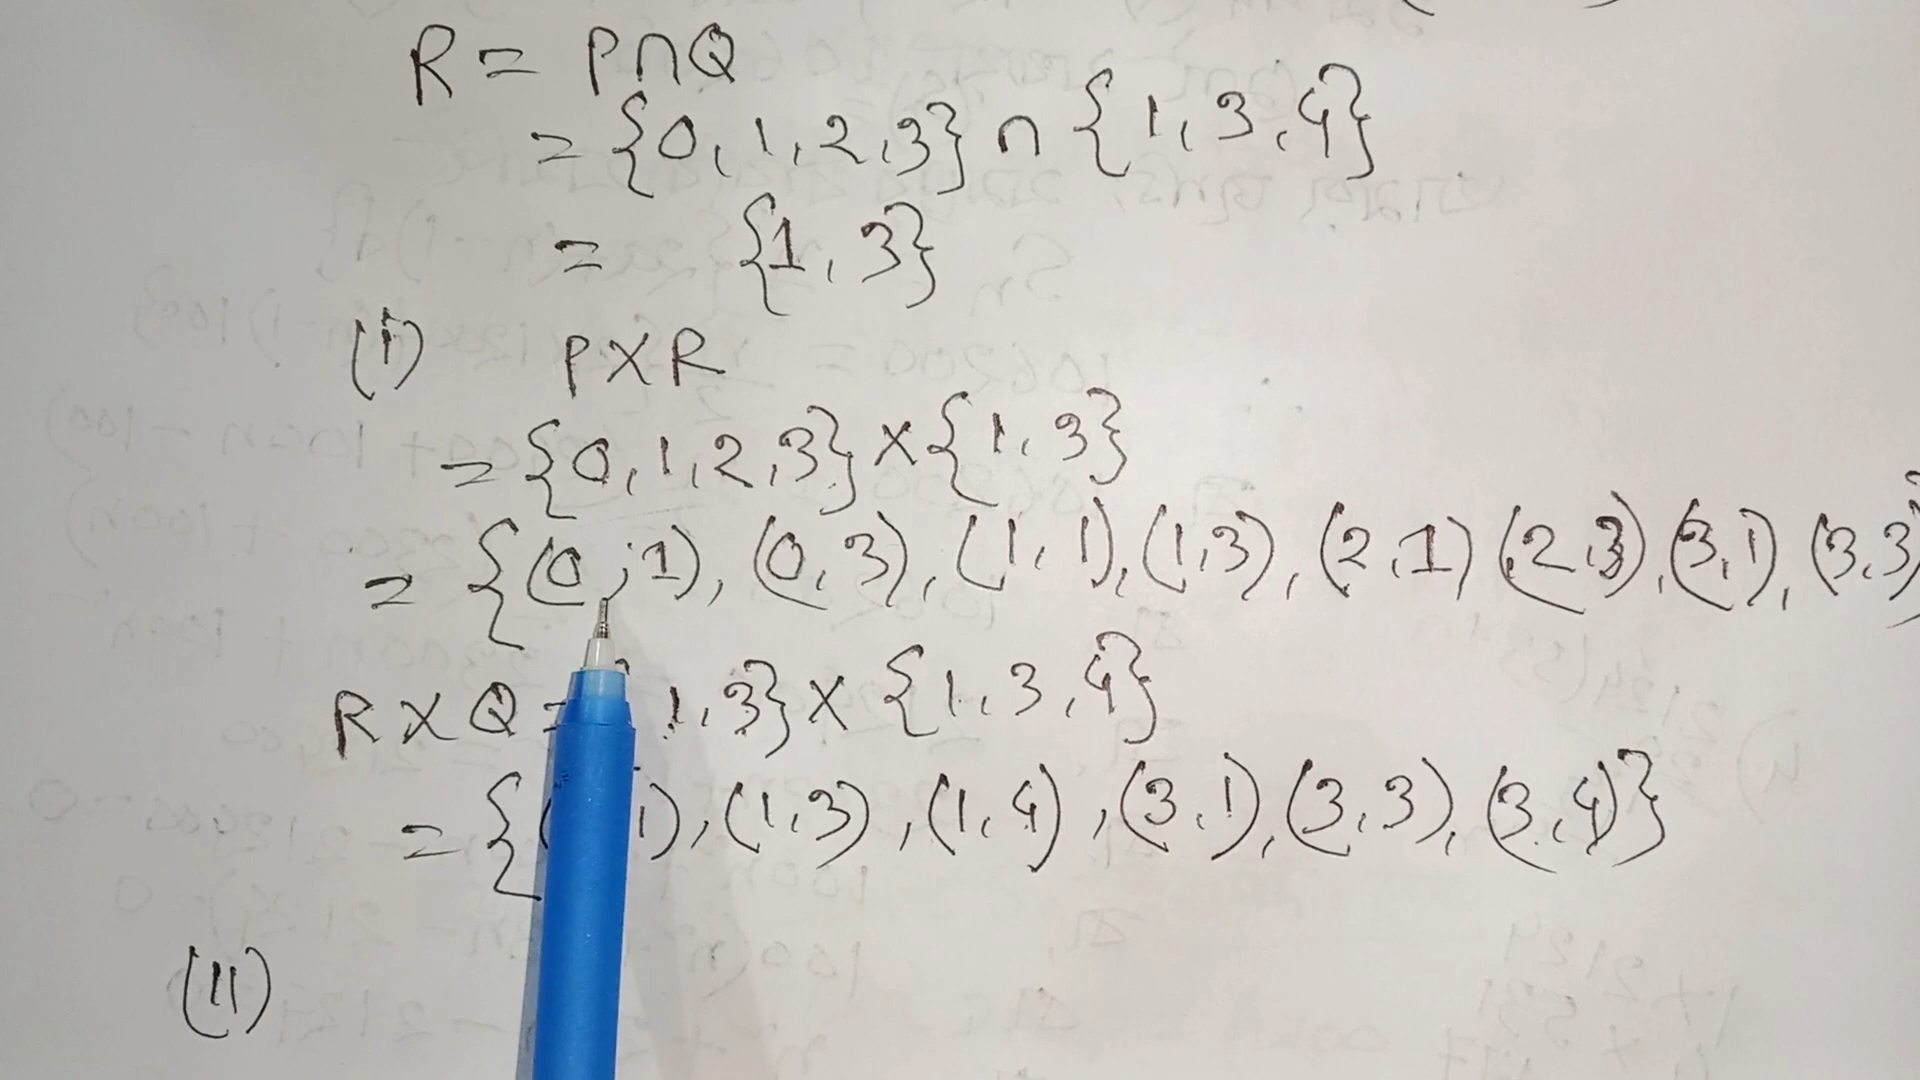 R = P∩Q
= {0, 1, 2, 3} ∩ {1, 3, 4}
= {1, 3}
(i) P×R
= {0, 1, 2, 3} × {1, 3}
= {(0, 1), (0, 3), (1, 1), (1, 3), (2, 1) (2, 3), (3, 1), (3, 3)
R×Q = 1, 3} × {1, 3, 4}
= {( 1), (1, 3), (1, 4), (3, 1), (3, 3), (3, 4)}
(II)